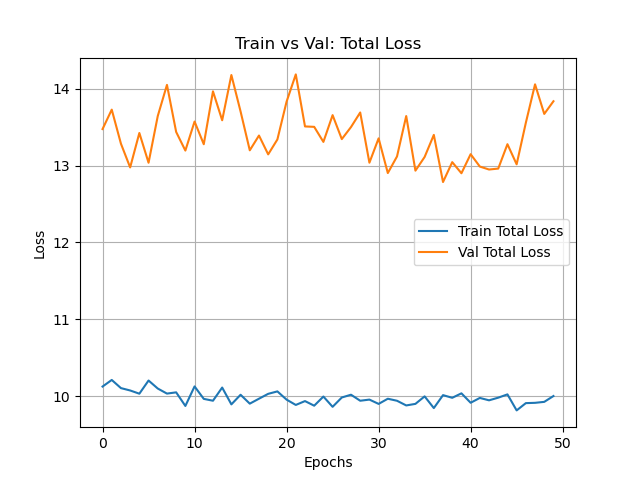 Train vs Val: Total Loss
Loss
14
13
12
11
10
Train Total Loss
Val Total Loss
0 10 20 30 40 50
Epochs